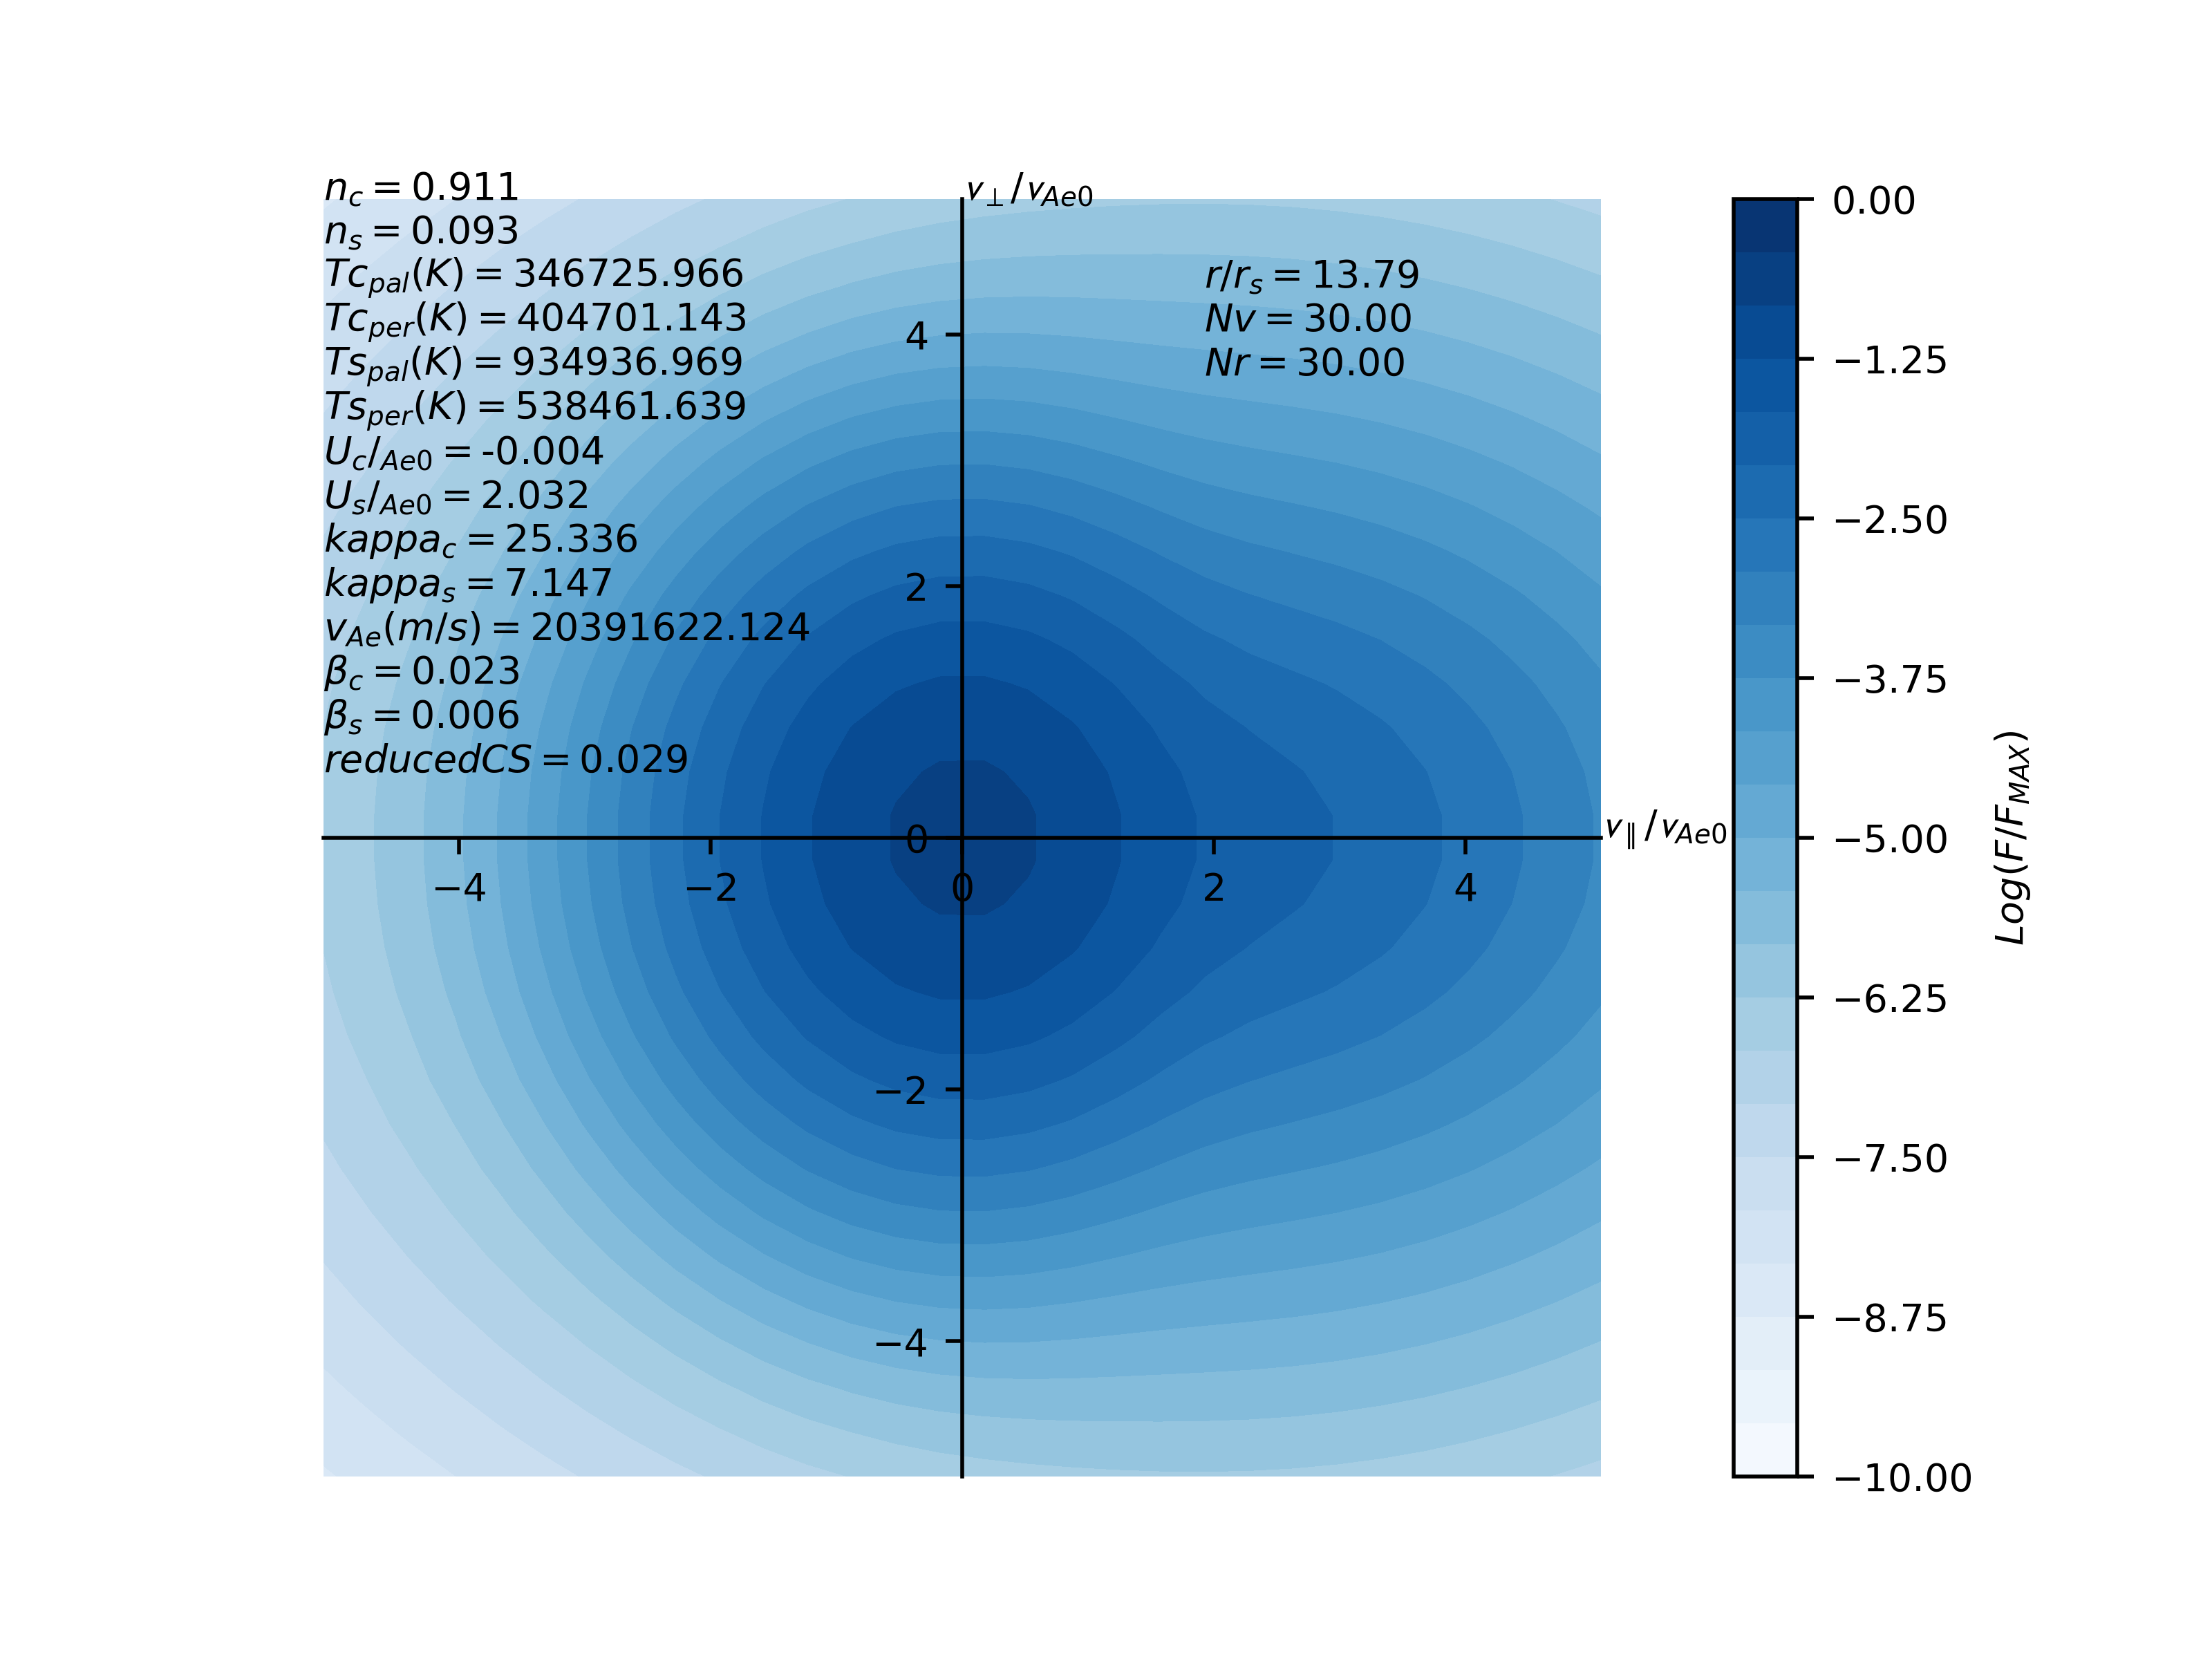 n_c = 0.911
n_s = 0.093
Tc_pal(K) = 346725.966
Tc_per(K) = 404701.143
Ts_pal(K) = 934936.969
Ts_per(K) = 538461.639
U_c/_Ae0 = -0.004
U_s/_Ae0 = 2.032
kappa_c = 25.336
kappa_s = 7.147
v_Ae(m/s) = 20391622.124
β_c = 0.023
β_s = 0.006
reducedCS = 0.029
v_⊥/v_Ae0
r/r_s = 13.79
Nv = 30.00
Nr = 30.00
4
2
0
−2
−4
−4
−2
0
2
4
v_∥/v_Ae0
0.00
−1.25
−2.50
−3.75
−5.00
−6.25
−7.50
−8.75
−10.00
Log(F/F_MAX)